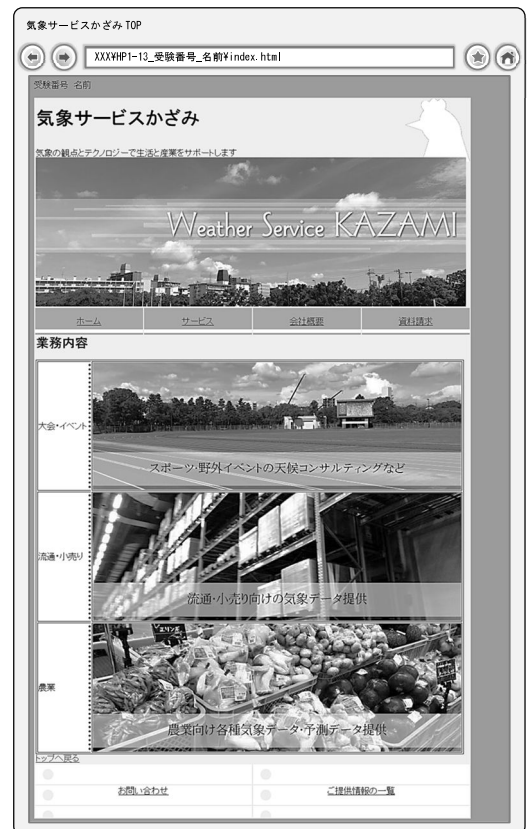 気象サービスかざみ TOP
XXX¥HP1-13_受験番号_名前¥index.html
受験番号 名前
気象サービスかざみ
気象の観点とテクノロジーで生活と産業をサポートします
Weather Service KAZAMI
ホーム サービス 会社概要 資料請求
業務内容
大会・イベント
スポーツ・野外イベントの天候コンサルティングなど
流通・小売り
流通・小売り向けの気象データ提供
エリンギ
農業
農業向け各種気象データ・予測データ提供
トップへ戻る
お問い合わせ ご提供情報の一覧